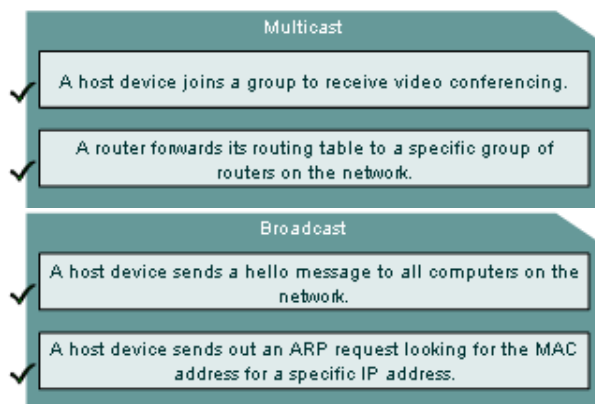 Multicast
A host device joins a group to receive video conferencing.
A router forwards its routing table to a specific group of
routers on the network.
Broadcast
A host device sends a hello message to all computers on the
network.
A host device sends out an ARP request looking for the MAC
address for a specific IP address.